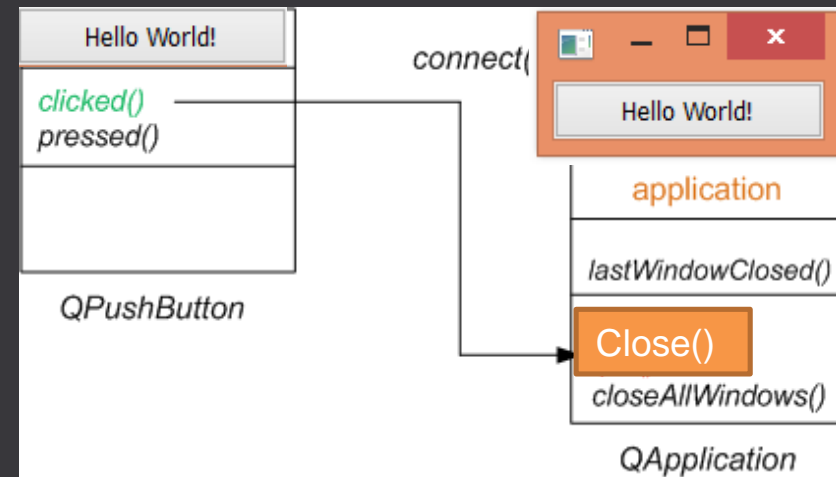 Hello World!
clicked()
pressed()
QPushButton
connect(
Hello World!
application
lastWindowClosed()
Close()
closeAllWindows()
QApplication